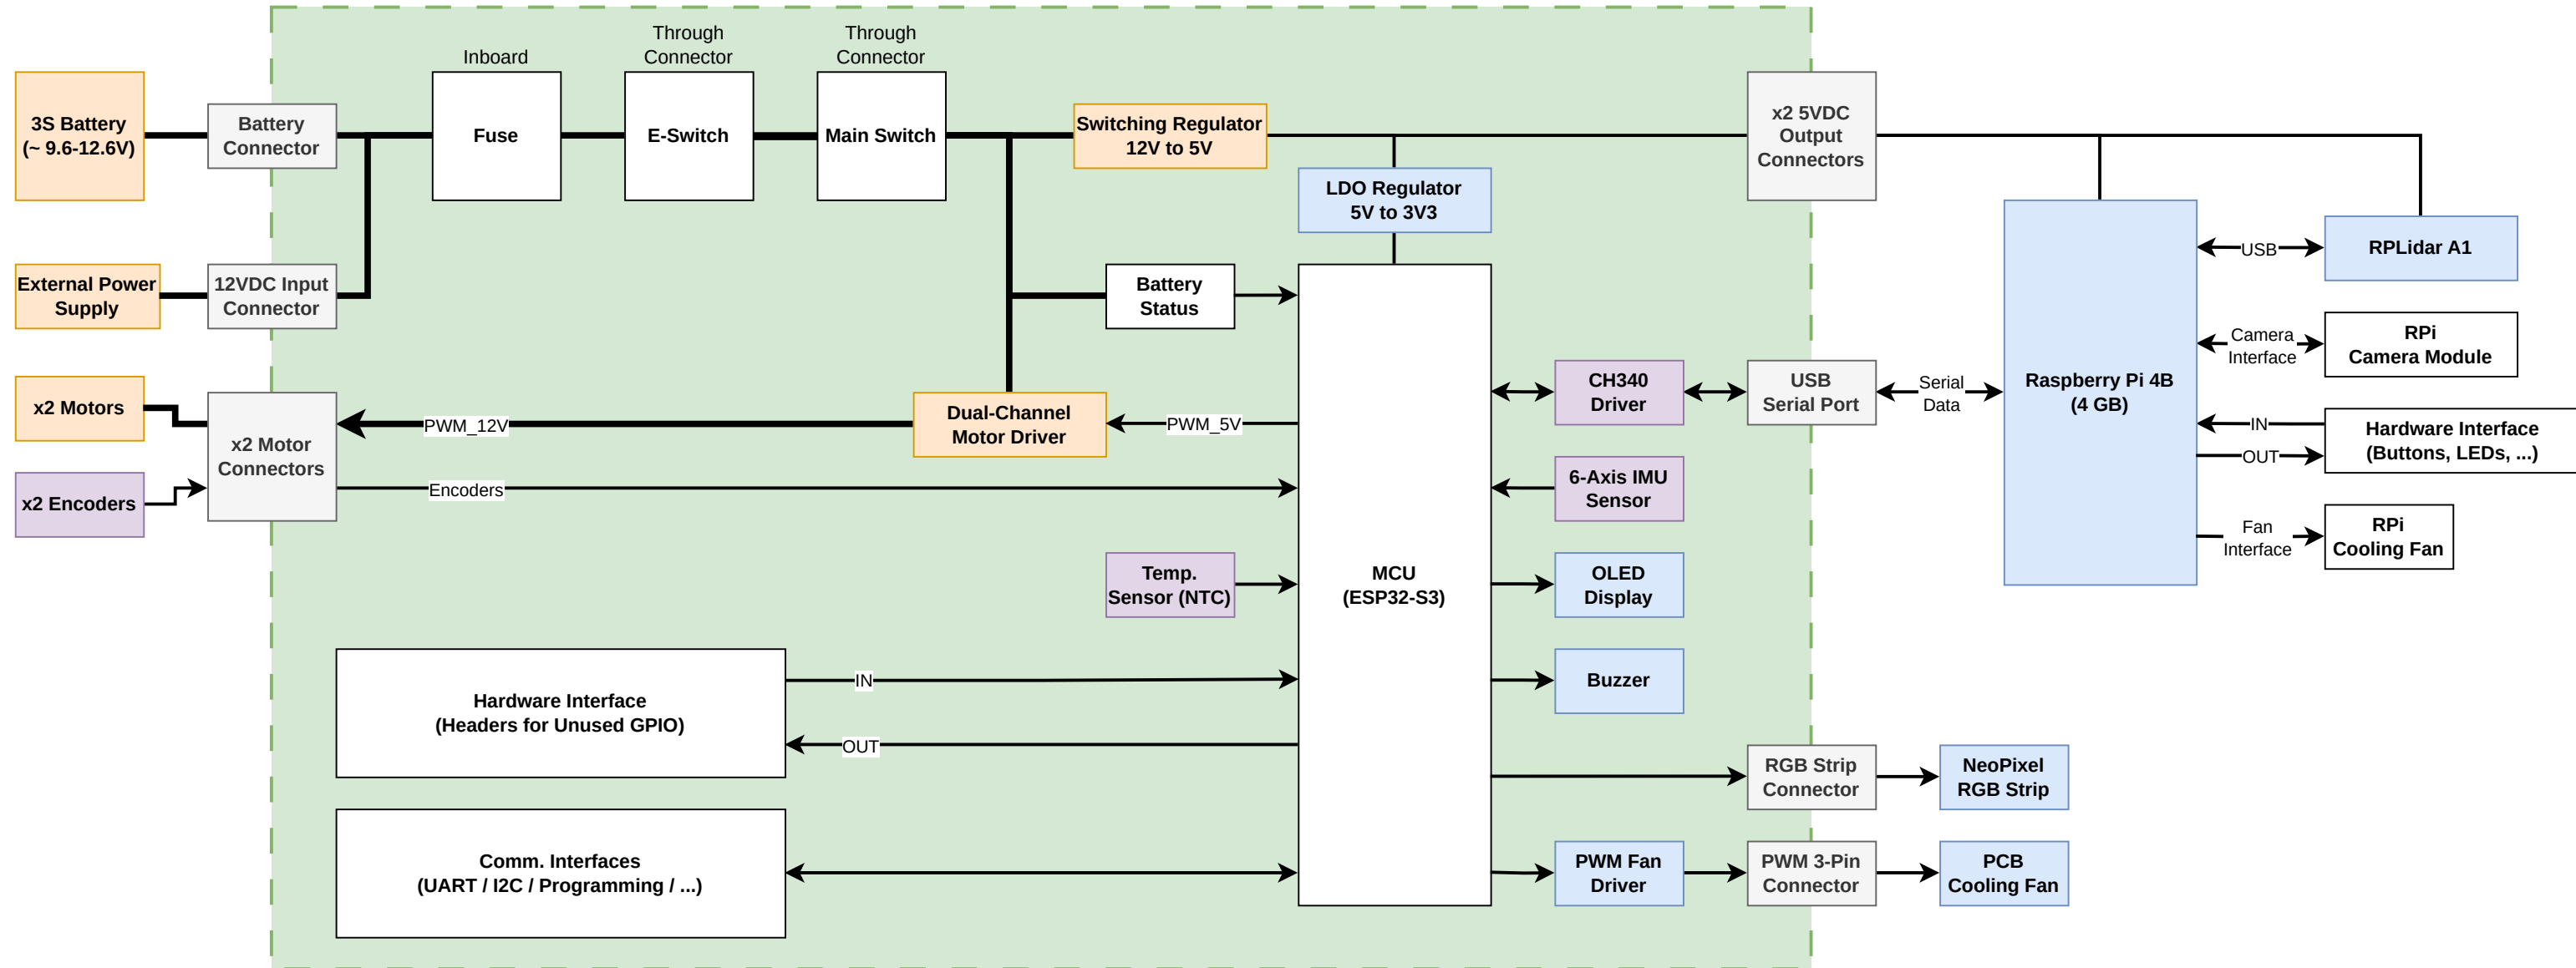 Inboard
Through
Connector
Through
Connector
3S Battery
(~ 9.6-12.6V)
Battery
Connector
Fuse
E-Switch
Main Switch
Switching Regulator
12V to 5V
x2 5VDC
Output
Connectors
LDO Regulator
5V to 3V3
External Power
Supply
12VDC Input
Connector
Battery
Status
USB
RPLidar A1
Camera
Interface
RPi
Camera Module
x2 Motors
x2 Motor
Connectors
PWM_12V
Dual-Channel
Motor Driver
PWM_5V
CH340
Driver
USB
Serial Port
Serial
Data
Raspberry Pi 4B
(4 GB)
IN
OUT
Hardware Interface
(Buttons, LEDs, ...)
x2 Encoders
Encoders
6-Axis IMU
Sensor
Fan
Interface
RPi
Cooling Fan
Temp.
Sensor (NTC)
MCU
(ESP32-S3)
OLED
Display
Hardware Interface
(Headers for Unused GPIO)
IN
OUT
Buzzer
RGB Strip
Connector
NeoPixel
RGB Strip
Comm. Interfaces
(UART / I2C / Programming / ...)
PWM Fan
Driver
PWM 3-Pin
Connector
PCB
Cooling Fan